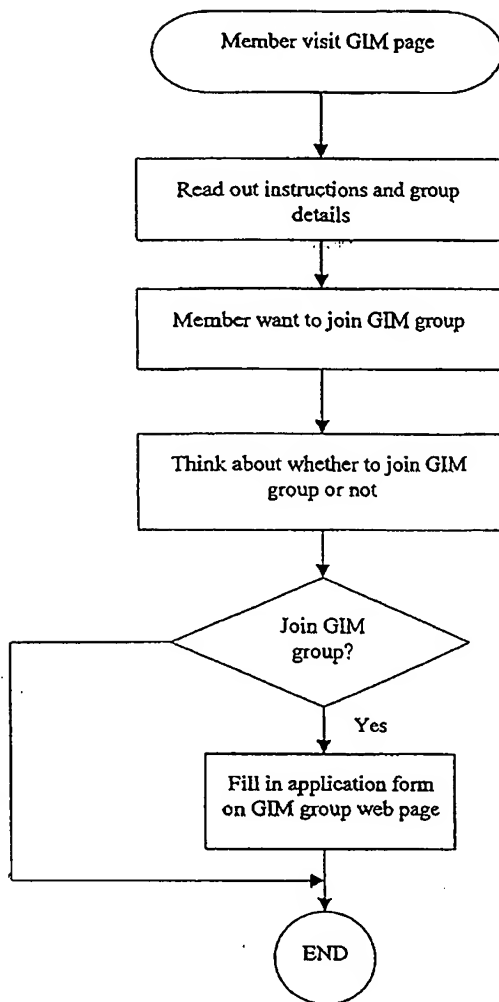 Member visit GIM page
Read out instructions and group
details
Member want to join GIM group
Think about whether to join GIM
group or not
Join GIM
group?
Yes
Fill in application form
on GIM group web page
END